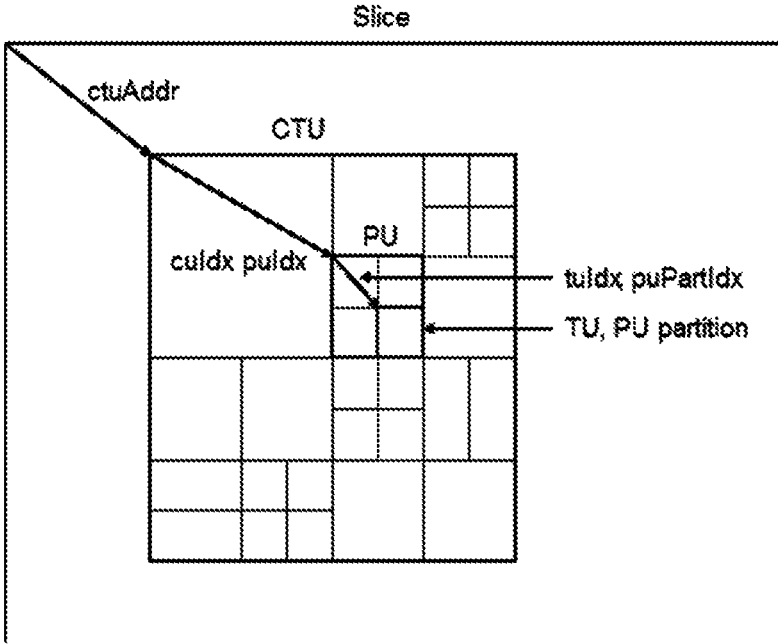 Slice
ctuAddr
CTU
PU
cuIdx puIdx
tuIdx, puPartIdx
TU, PU partition